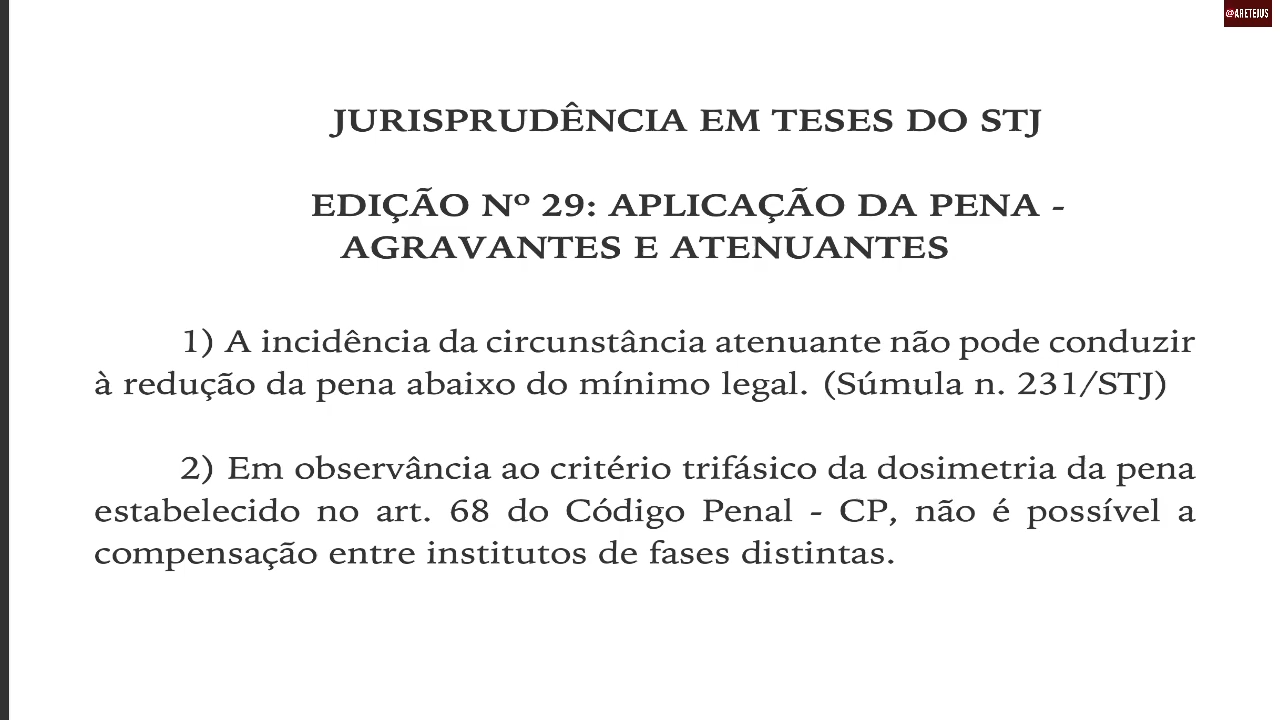 @ARETEJUS
JURISPRUDÊNCIA EM TESES DO STJ
EDIÇÃO Nº 29: APLICAÇÃO DA PENA -
AGRAVANTES E ATENUANTES
1) A incidência da circunstância atenuante não pode conduzir
à redução da pena abaixo do mínimo legal. (Súmula n. 231/STJ)
2) Em observância ao critério trifásico da dosimetria da pena
estabelecido no art. 68 do Código Penal - CP, não é possível a
compensação entre institutos de fases distintas.